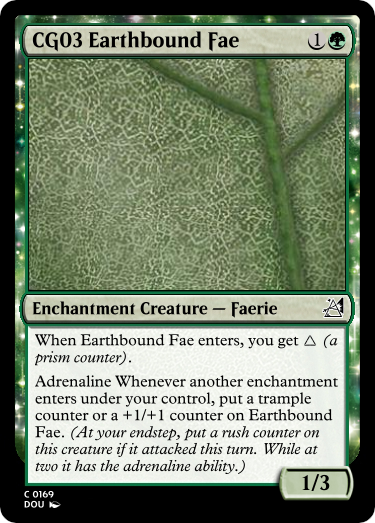 CG03 Earthbound Fae 1
Enchantment Creature — Faerie
When Earthbound Fae enters, you get △ (a
prism counter).
Adrenaline Whenever another enchantment
enters under your control, put a trample
counter or a +1/+1 counter on Earthbound
Fae. (At your endstep, put a rush counter on
this creature if it attacked this turn. While at
two it has the adrenaline ability.)
1/3
C 0169
DOU